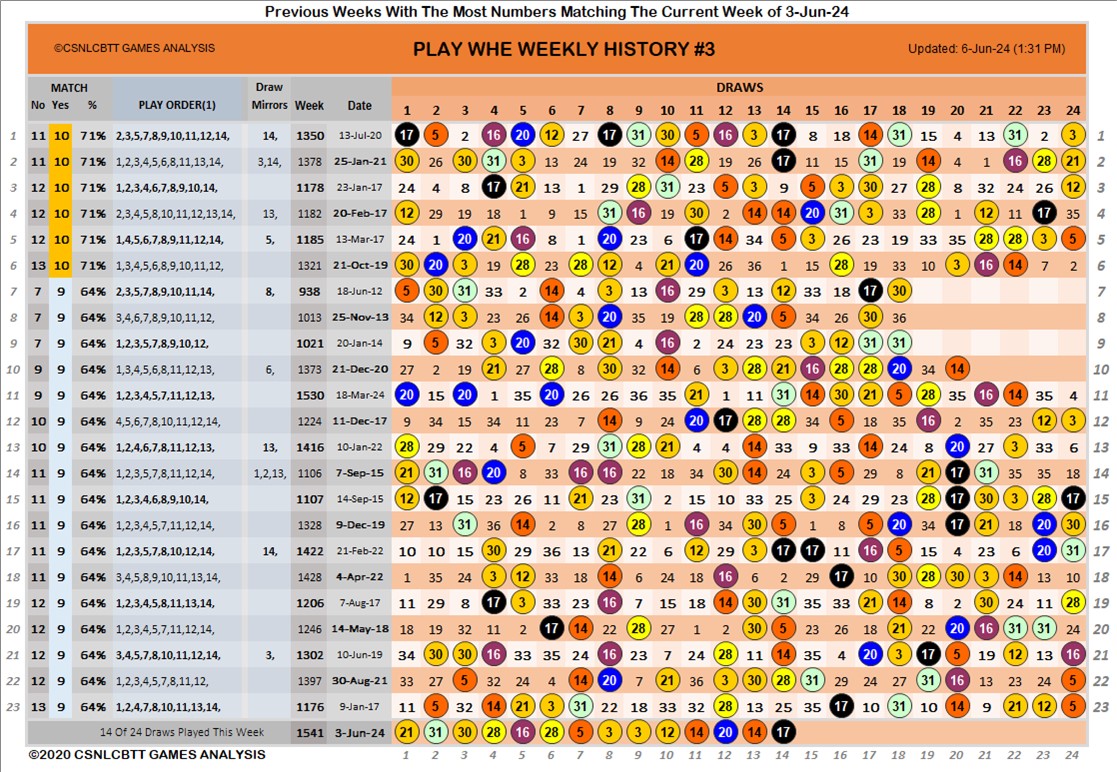 Previous Weeks With The Most Numbers Matching The Current Week of 3-Jun-24
©CSNLCBTT GAMES ANALYSIS PLAY WHE WEEKLY HISTORY #3 Updated: 6-Jun-24 (1:31 PM)
MATCH Draw DRAWS
No Yes % PLAY ORDER(1) Mirrors Week Date 1 2 3 4 5 6 7 8 9 10 11 12 13 14 15 16 17 18 19 20 21 22 23 24
1 11 10 71% 2,3,5,7,8,9,10,11,12,14, 14, 1350 13-Jul-20 17 5 2 16 20 12 27 17 31 30 5 16 3 14 8 18 14 31 15 4 13 31 2 3 1
2 11 10 71% 1,2,3,4,5,6,8,11,13,14, 3,14, 1378 25-Jan-21 30 26 30 31 3 13 24 19 32 14 28 19 26 17 11 15 31 19 14 4 1 16 28 21 2
3 12 10 71% 1,2,3,4,6,7,8,9,10,14, 1178 23-Jan-17 24 4 8 17 21 13 1 29 28 31 23 5 3 9 5 3 30 27 28 8 32 24 26 12 3
4 12 10 71% 2,3,4,5,8,10,11,12,13,14, 13, 1182 20-Feb-17 12 29 19 18 1 9 15 31 16 19 30 2 14 14 20 31 3 33 28 1 12 11 17 35 4
5 12 10 71% 1,4,5,6,7,8,9,11,12,14, 5, 1185 13-Mar-17 24 1 20 21 16 8 1 20 23 6 17 14 34 5 3 26 23 19 33 35 28 28 3 5 5
6 13 10 71% 1,3,4,5,6,8,9,10,11,12, 1321 21-Oct-19 30 20 3 19 28 23 28 12 4 21 20 26 36 1 15 28 19 33 10 3 16 14 7 2 6
7 7 9 64% 2,3,5,7,8,9,10,11,14, 8, 938 18-Jun-12 5 30 31 33 2 14 4 3 13 16 29 3 14 12 33 18 17 30 7
8 7 9 64% 3,4,6,7,8,9,10,11,12, 1013 25-Nov-13 34 12 3 23 26 14 3 20 35 19 28 28 20 5 34 26 30 36 8
9 7 9 64% 1,2,3,5,7,8,9,11,12, 1021 20-Jan-14 9 5 32 3 20 32 30 21 4 16 2 24 23 23 3 12 31 31 9
10 9 9 64% 1,3,4,5,6,8,11,12,13, 6, 1373 21-Dec-20 27 2 19 21 27 28 8 30 32 14 6 3 28 21 16 28 28 20 34 14 10
11 9 9 64% 1,2,3,4,5,7,11,12,13, 1530 18-Mar-24 20 15 20 1 35 20 26 26 36 35 21 1 11 31 14 30 21 5 28 35 16 14 35 4 11
12 10 9 64% 4,5,6,7,8,10,11,12,14, 1224 11-Dec-17 9 34 15 34 11 23 7 14 9 24 20 17 28 28 6 5 18 35 16 2 35 23 12 3 12
13 10 9 64% 1,2,4,6,7,8,11,12,13, 13, 1416 10-Jan-22 28 29 22 4 5 7 29 31 28 21 4 4 14 33 9 33 14 24 8 20 27 3 33 6 13
14 11 9 64% 1,2,3,5,7,8,11,12,14, 1,2,13, 1106 7-Sep-15 21 31 16 20 8 33 16 16 22 18 34 30 14 24 3 5 29 8 21 17 31 35 35 18 14
15 11 9 64% 1,2,3,4,6,8,9,10,14, 1107 14-Sep-15 12 17 15 23 26 11 21 23 31 2 15 10 33 25 3 24 29 23 28 17 30 3 28 17 15
16 11 9 64% 1,2,3,4,5,7,11,12,14, 1328 9-Dec-19 27 13 31 36 14 2 8 27 28 1 16 34 30 5 1 8 5 20 34 17 21 18 20 30 16
17 11 9 64% 1,2,3,5,7,8,10,12,14, 14, 1422 21-Feb-22 10 10 15 30 29 36 13 21 22 6 12 29 3 17 17 11 16 5 15 4 23 6 20 31 17
18 11 9 64% 3,4,5,8,9,10,11,13,14, 1428 4-Apr-22 1 35 24 3 12 33 18 14 6 24 18 16 6 2 29 17 10 30 28 30 3 14 13 10 18
19 12 9 64% 1,2,3,4,5,8,11,13,14, 1206 7-Aug-17 11 29 8 17 3 33 23 16 7 15 12 14 30 31 35 33 21 14 8 2 30 24 11 28 19
20 12 9 64% 1,2,3,4,5,7,11,12,14, 1246 14-May-18 18 19 32 11 2 17 14 22 28 27 1 2 30 5 23 26 18 21 22 20 16 31 31 24 20
21 12 9 64% 3,4,5,7,8,10,12,13,14, 3, 1302 10-Jun-19 34 30 30 16 33 35 24 16 23 7 24 28 11 14 35 4 20 3 17 5 19 12 13 16 21
22 12 9 64% 1,2,3,4,5,7,8,11,12, 1397 30-Aug-21 33 27 5 32 24 4 14 20 2 7 21 36 30 28 31 29 24 27 31 16 13 23 24 5 22
23 13 9 64% 1,2,4,7,8,10,11,13,14, 1176 9-Jan-17 11 5 32 14 21 3 31 22 18 33 32 28 13 25 8 17 10 31 10 14 9 21 12 5 23
14 Of 24 Draws Played This Week 1541 3-Jun-24 21 31 30 28 16 28 5 3 3 12 14 20 14 17
©2020 CSNLCBTT GAMES ANALYSIS 1 2 3 4 5 6 7 8 9 10 11 12 13 14 15 16 17 18 19 20 21 22 23 24